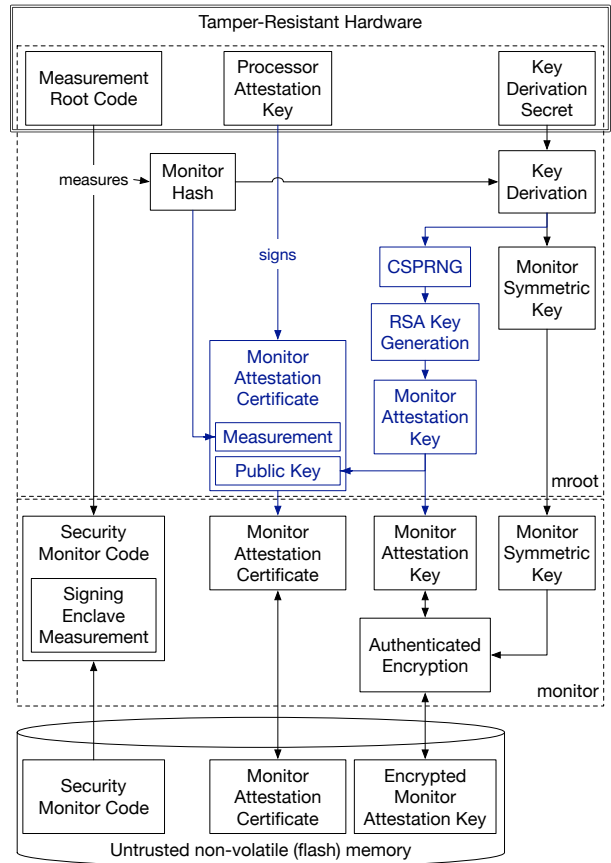 Tamper-Resistant Hardware
Measurement
Root Code
Processor
Attestation
Key
Key
Derivation
Secret
measures
Monitor
Hash
Key
Derivation
signs
CSPRNG
Monitor
Symmetric
Key
RSA Key
Generation
Monitor
Attestation
Certificate
Measurement
Public Key
Monitor
Attestation
Key
mroot
Security
Monitor Code
Signing
Enclave
Measurement
Monitor
Attestation
Certificate
Monitor
Attestation
Key
Monitor
Symmetric
Key
Authenticated
Encryption
monitor
Security
Monitor Code
Monitor
Attestation
Certificate
Encrypted
Monitor
Attestation Key
Untrusted non-volatile (flash) memory